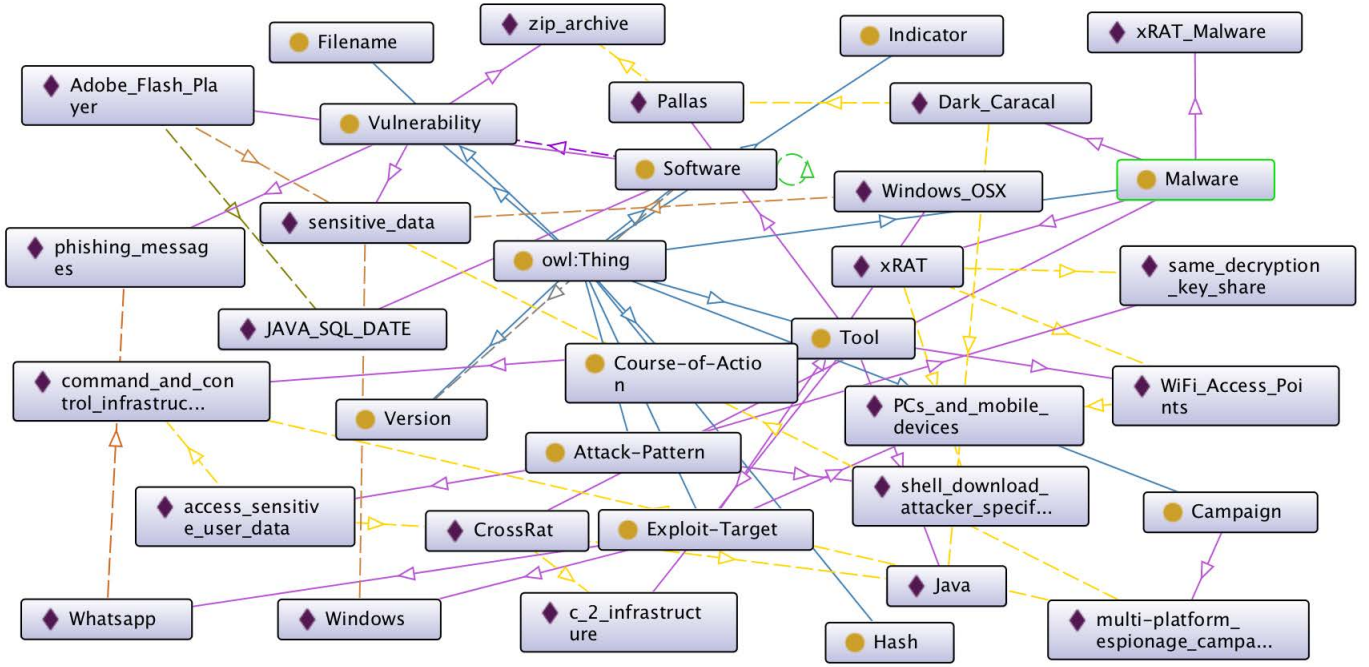 zip_archive
xRAT_Malware
Filename
Indicator
Adobe_Flash_Pla
yer
Pallas
Dark_Caracal
Vulnerability
Software
Malware
Windows_OSX
sensitive_data
phishing_messag
es
owl:Thing
xRAT
same_decryption
_key_share
JAVA_SQL_DATE
Tool
Course-of-Actio
n
command_and_con
trol_infrastruc...
WiFi_Access_Poi
nts
PCs_and_mobile_
devices
Version
Attack-Pattern
shell_download_
attacker_specif...
access_sensitiv
e_user_data
Campaign
CrossRat
Exploit-Target
Java
Whatsapp
Windows
c_2_infrastruct
ure
multi-platform_
espionage_campa...
Hash